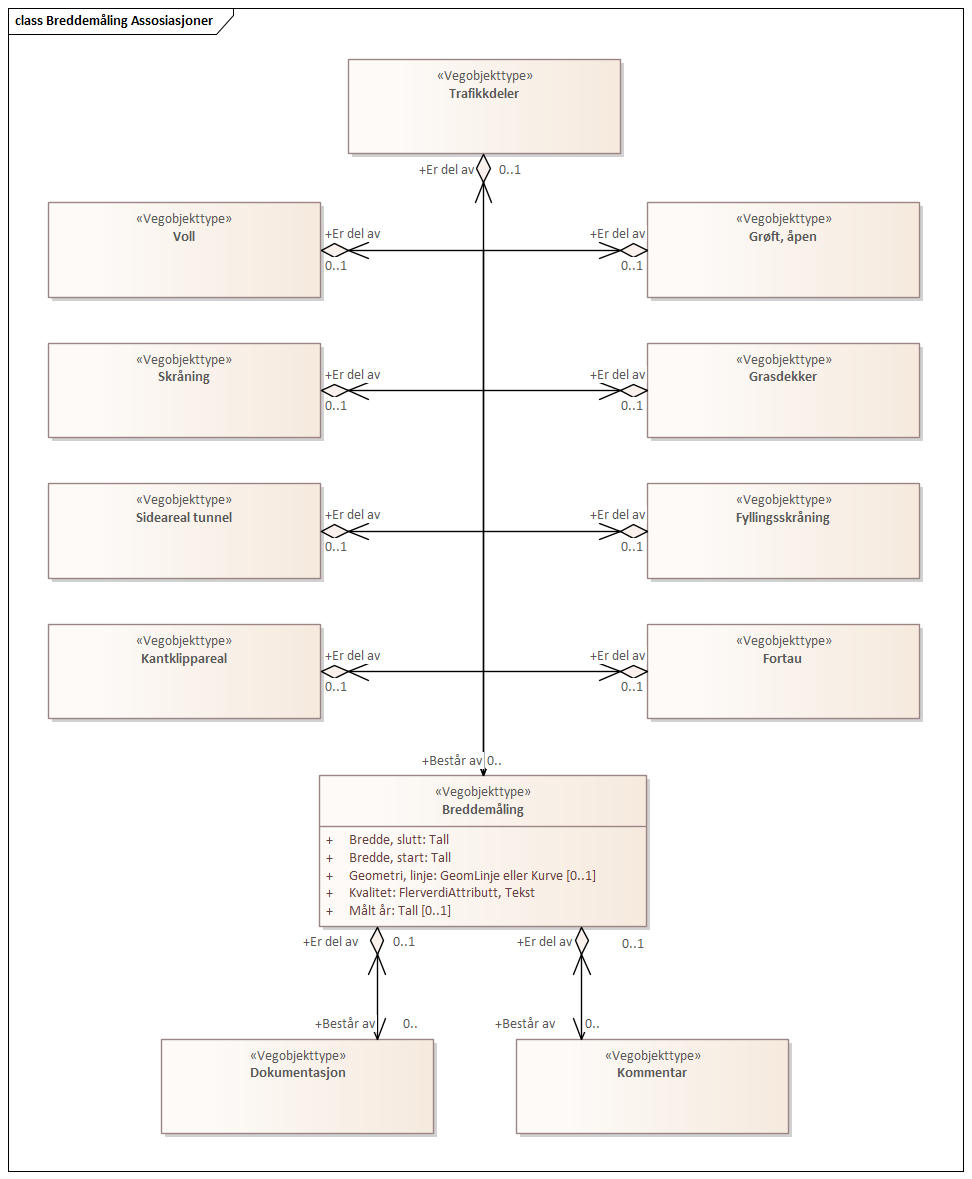 class Breddemåling Assosiasjoner
«Vegobjekttype»
Trafikkdeler
+Er del av
0..1
«Vegobjekttype»
Voll
+Er del av
0..1
+Er del av
0..1
«Vegobjekttype»
Grøft, åpen
«Vegobjekttype»
Skråning
+Er del av
0..1
+Er del av
0..1
«Vegobjekttype»
Grasdekker
«Vegobjekttype»
Sideareal tunnel
+Er del av
0..1
+Er del av
0..1
«Vegobjekttype»
Fyllingsskråning
«Vegobjekttype»
Kantklippareal
+Er del av
0..1
+Er del av
0..1
«Vegobjekttype»
Fortau
+Består av 0..
«Vegobjekttype»
Breddemåling
+ Bredde, slutt: Tall
+ Bredde, start: Tall
+ Geometri, linje: GeomLinje eller Kurve [0..1]
+ Kvalitet: FlerverdiAttributt, Tekst
+ Målt år: Tall [0..1]
+Er del av
0..1
+Er del av
0..1
+Består av
0..
+Består av
0..
«Vegobjekttype»
Dokumentasjon
«Vegobjekttype»
Kommentar